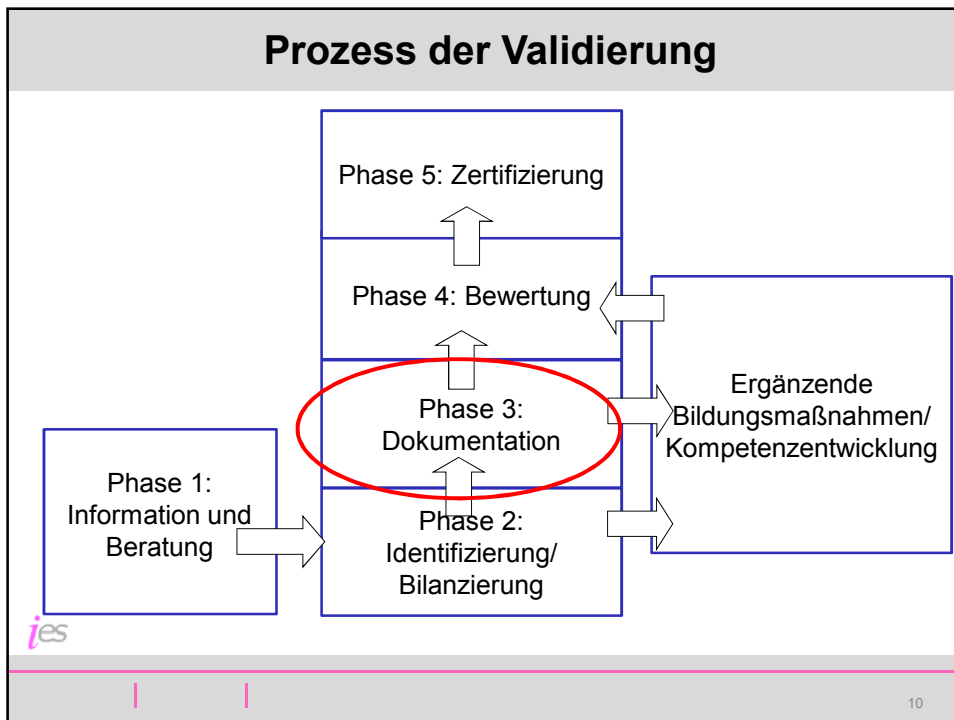 Prozess der Validierung
Phase 5: Zertifizierung
Phase 4: Bewertung
Phase 3:
Dokumentation
Phase 2:
Identifizierung/
Bilanzierung
Phase 1:
Information und
Beratung
Ergänzende
Bildungsmaßnahmen/
Kompetenzentwicklung
ies
10